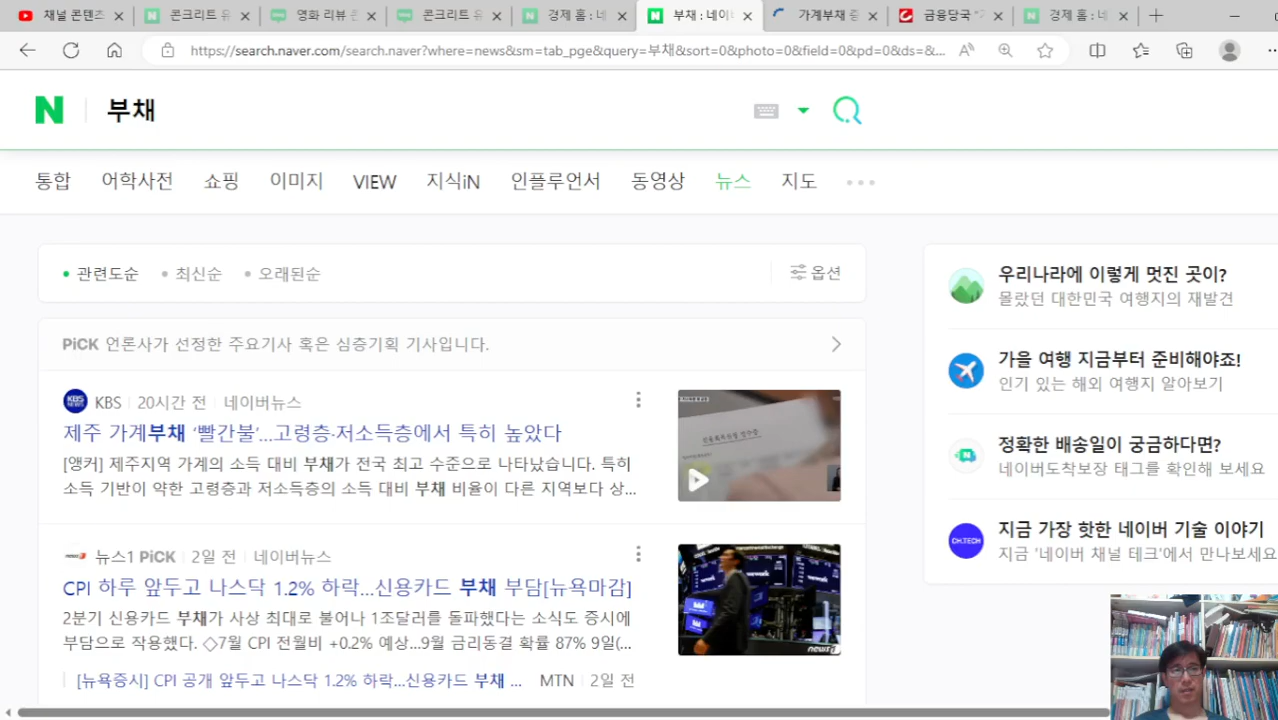 채널 콘텐츠
콘크리트 유
영화 리뷰 콘
콘크리트 유
경제 홈 : 네
부채 : 네이버
가계부채 증
금융당국 "가
경제 홈 : 네
https://search.naver.com/search.naver?where=news&sm=tab_pge&query=부채&sort=0&photo=0&field=0&pd=0&ds=&...
N 부채
통합 어학사전 쇼핑 이미지 VIEW 지식iN 인플루언서 동영상 뉴스 지도
관련도순 최신순 오래된순 옵션
PiCK 언론사가 선정한 주요기사 혹은 심층기획 기사입니다.
KBS 20시간 전 네이버뉴스
제주 가계부채 ‘빨간불’…고령층·저소득층에서 특히 높았다
[앵커] 제주지역 가계의 소득 대비 부채가 전국 최고 수준으로 나타났습니다. 특히
소득 기반이 약한 고령층과 저소득층의 소득 대비 부채 비율이 다른 지역보다 상...
뉴스1 PiCK 2일 전 네이버뉴스
CPI 하루 앞두고 나스닥 1.2% 하락…신용카드 부채 부담[뉴욕마감]
2분기 신용카드 부채가 사상 최대로 불어나 1조달러를 돌파했다는 소식도 증시에
부담으로 작용했다. ◇7월 CPI 전월비 +0.2% 예상…9월 금리동결 확률 87% 9일(...
news1
[뉴욕증시] CPI 공개 앞두고 나스닥 1.2% 하락…신용카드 부채 ... MTN 2일 전
우리나라에 이렇게 멋진 곳이?
몰랐던 대한민국 여행지의 재발견
가을 여행 지금부터 준비해야죠!
인기 있는 해외 여행지 알아보기
정확한 배송일이 궁금하다면?
네이버도착보장 태그를 확인해 보세요
CH.TECH
지금 가장 핫한 네이버 기술 이야기
지금 '네이버 채널 테크'에서 만나보세요